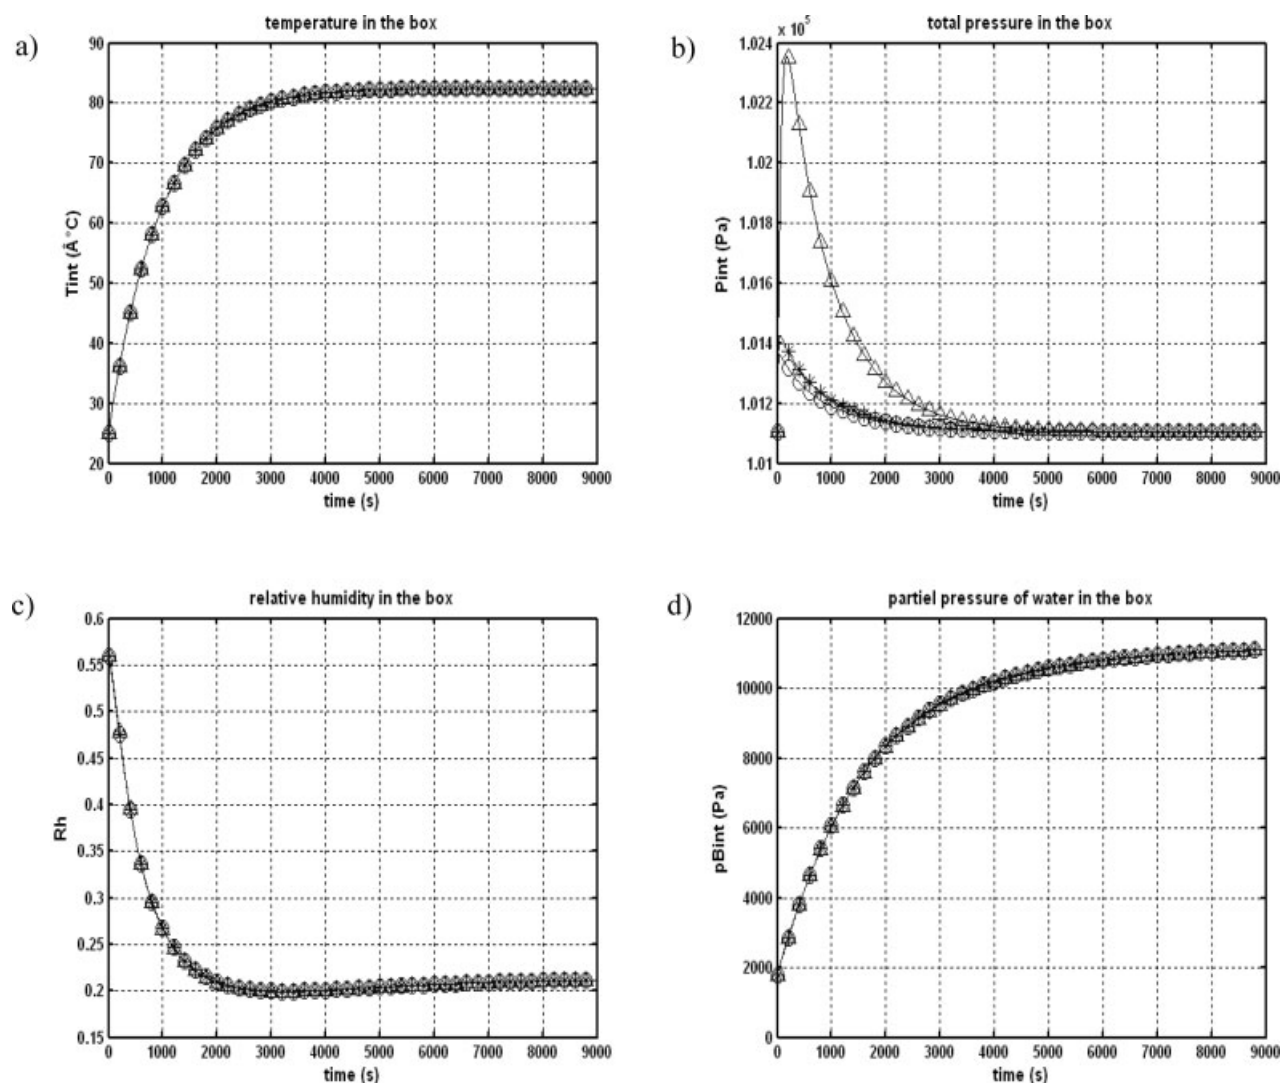 a)
temperature in the box
90
80
70
60
50
40
30
20
Tint (Â°C)
0 1000 2000 3000 4000 5000 6000 7000 8000 9000
time (s)
b)
total pressure in the box
x 10⁵
1.024
1.022
1.02
1.018
1.016
1.014
1.012
1.01
Pint (Pa)
0 1000 2000 3000 4000 5000 6000 7000 8000 9000
time (s)
c)
relative humidity in the box
0.6
0.55
0.5
0.45
0.4
0.35
0.3
0.25
0.2
0.15
Rh
0 1000 2000 3000 4000 5000 6000 7000 8000 9000
time (s)
d)
partiel pressure of water in the box
12000
10000
8000
6000
4000
2000
0
pBint (Pa)
0 1000 2000 3000 4000 5000 6000 7000 8000 9000
time (s)